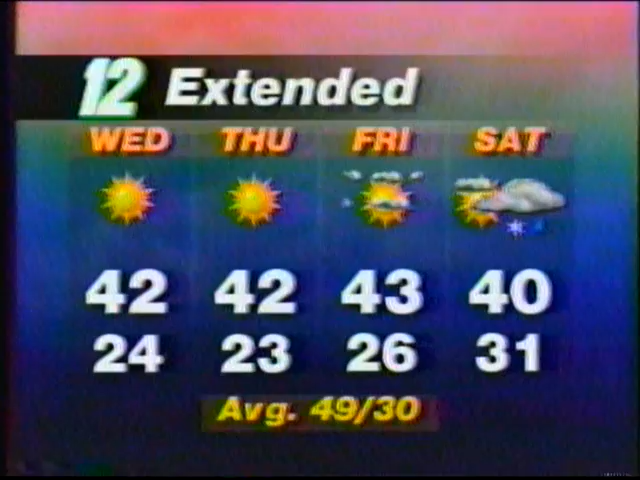 12 Extended
WED THU FRI SAT
42 42 43 40
24 23 26 31
Avg. 49/30